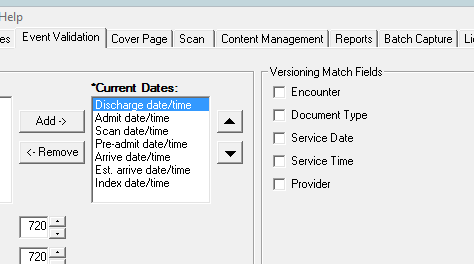 Help
es
Event Validation
Cover Page
Scan
Content Management
Reports
Batch Capture
Li
*Current Dates:
Add ->
<- Remove
Discharge date/time
Admit date/time
Scan date/time
Pre-admit date/time
Arrive date/time
Est. arrive date/time
Index date/time
720
720
Versioning Match Fields
Encounter
Document Type
Service Date
Service Time
Provider